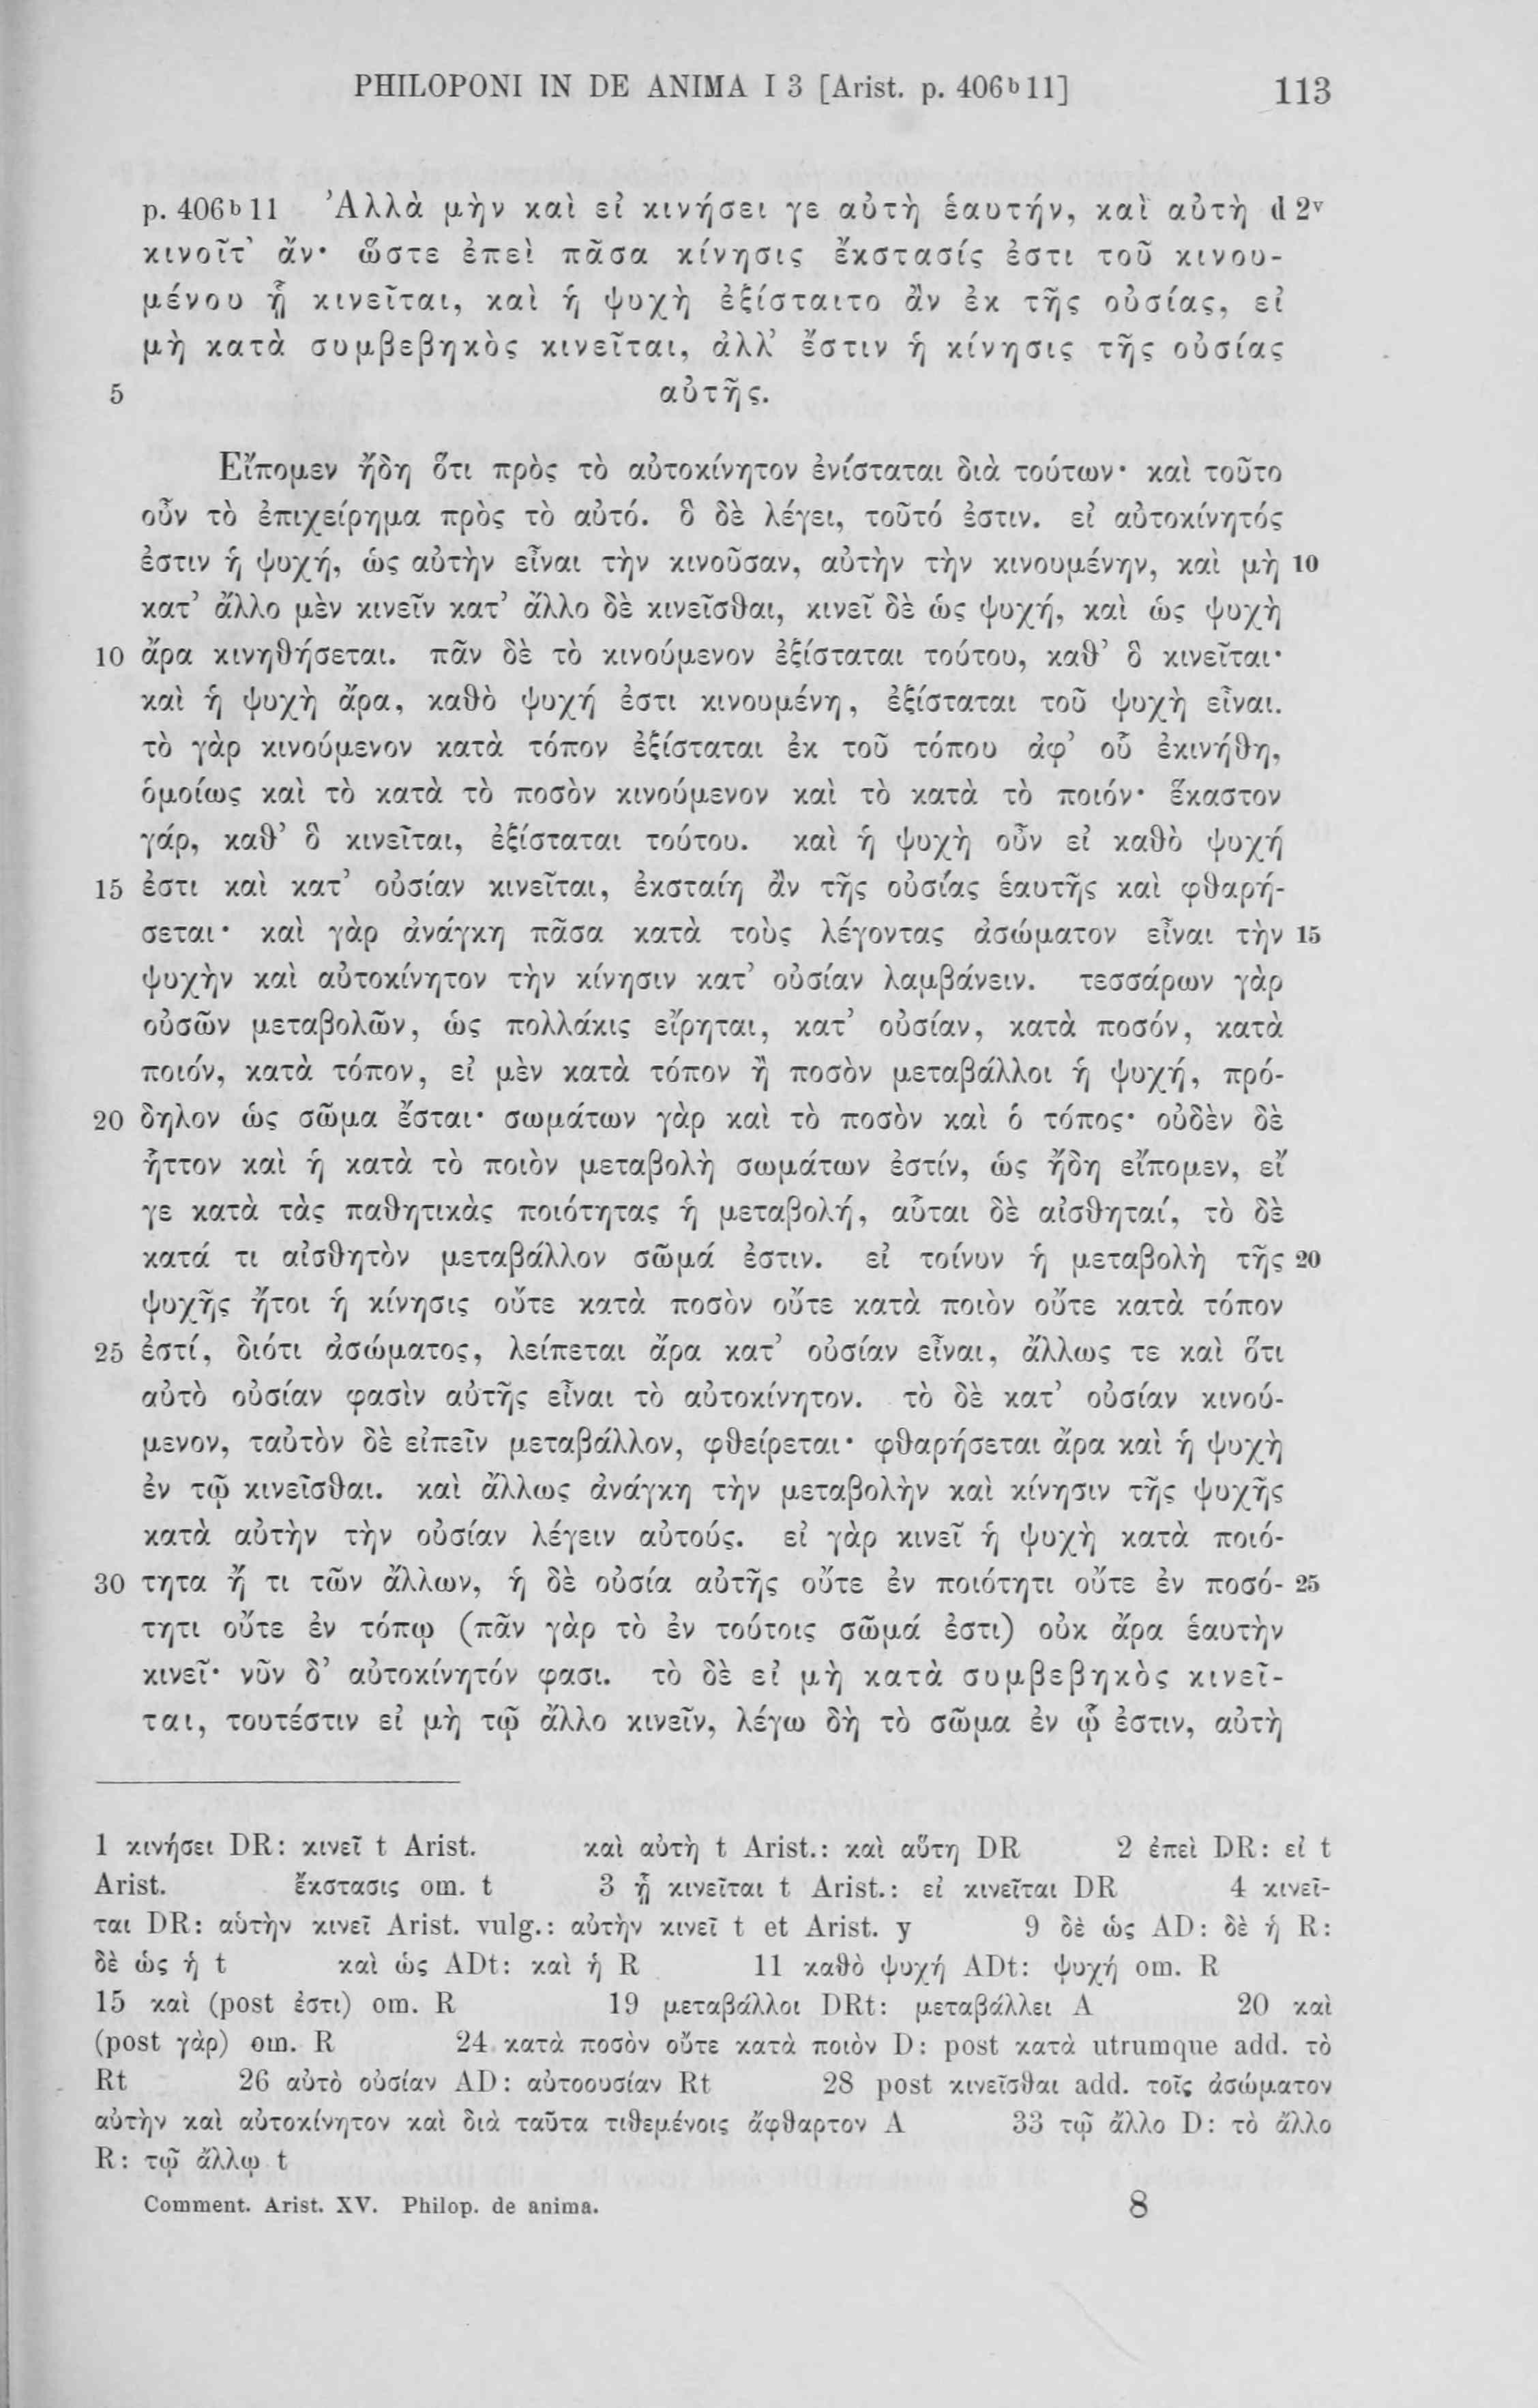 PHILOPONI IN DE ANIMA I 3 [Arist. p. 406ᵇ11] 113
p. 406ᵇ11 Ἀλλὰ μὴν καὶ εἰ κινήσει γε αὐτὴ ἑαυτήν, καὶ αὐτὴ d 2ᵛ
κινοῖτ’ ἄν· ὥστε ἐπεὶ πᾶσα κίνησις ἔκστασίς ἐστι τοῦ κινου-
μένου ᾗ κινεῖται, καὶ ἡ ψυχὴ ἐξίσταιτο ἂν ἐκ τῆς οὐσίας, εἰ
μὴ κατὰ συμβεβηκὸς κινεῖται, ἀλλ’ ἔστιν ἡ κίνησις τῆς οὐσίας
5 αὐτῆς.
Εἴπομεν ἤδη ὅτι πρὸς τὸ αὐτοκίνητον ἐνίσταται διὰ τούτων· καὶ τοῦτο
οὖν τὸ ἐπιχείρημα πρὸς τὸ αὐτό. ὃ δὲ λέγει, τοῦτό ἐστιν. εἰ αὐτοκίνητός
ἐστιν ἡ ψυχή, ὡς αὐτὴν εἶναι τὴν κινοῦσαν, αὐτὴν τὴν κινουμένην, καὶ μὴ 10
κατ’ ἄλλο μὲν κινεῖν κατ’ ἄλλο δὲ κινεῖσθαι, κινεῖ δὲ ὡς ψυχή, καὶ ὡς ψυχὴ
10 ἄρα κινηθήσεται. πᾶν δὲ τὸ κινούμενον ἐξίσταται τούτου, καθ’ ὃ κινεῖται·
καὶ ἡ ψυχὴ ἄρα, καθὸ ψυχή ἐστι κινουμένη, ἐξίσταται τοῦ ψυχὴ εἶναι.
τὸ γὰρ κινούμενον κατὰ τόπον ἐξίσταται ἐκ τοῦ τόπου ἀφ’ οὗ ἐκινήθη,
ὁμοίως καὶ τὸ κατὰ τὸ ποσὸν κινούμενον καὶ τὸ κατὰ τὸ ποιόν· ἕκαστον
γάρ, καθ’ ὃ κινεῖται, ἐξίσταται τούτου. καὶ ἡ ψυχὴ οὖν εἰ καθὸ ψυχή
15 ἐστι καὶ κατ’ οὐσίαν κινεῖται, ἐκσταίη ἂν τῆς οὐσίας ἑαυτῆς καὶ φθαρή-
σεται· καὶ γὰρ ἀνάγκη πᾶσα κατὰ τοὺς λέγοντας ἀσώματον εἶναι τὴν 15
ψυχὴν καὶ αὐτοκίνητον τὴν κίνησιν κατ’ οὐσίαν λαμβάνειν. τεσσάρων γὰρ
οὐσῶν μεταβολῶν, ὡς πολλάκις εἴρηται, κατ’ οὐσίαν, κατὰ ποσόν, κατὰ
ποιόν, κατὰ τόπον, εἰ μὲν κατὰ τόπον ἢ ποσὸν μεταβάλλοι ἡ ψυχή, πρό-
20 δηλον ὡς σῶμα ἔσται· σωμάτων γὰρ καὶ τὸ ποσὸν καὶ ὁ τόπος· οὐδὲν δὲ
ἧττον καὶ ἡ κατὰ τὸ ποιὸν μεταβολὴ σωμάτων ἐστίν, ὡς ἤδη εἴπομεν, εἴ
γε κατὰ τὰς παθητικὰς ποιότητας ἡ μεταβολή, αὗται δὲ αἰσθηταί, τὸ δὲ
κατά τι αἰσθητὸν μεταβάλλον σῶμά ἐστιν. εἰ τοίνυν ἡ μεταβολὴ τῆς 20
ψυχῆς ἤτοι ἡ κίνησις οὔτε κατὰ ποσὸν οὔτε κατὰ ποιὸν οὔτε κατὰ τόπον
25 ἐστί, διότι ἀσώματος, λείπεται ἄρα κατ’ οὐσίαν εἶναι, ἄλλως τε καὶ ὅτι
αὐτὸ οὐσίαν φασὶν αὐτῆς εἶναι τὸ αὐτοκίνητον. τὸ δὲ κατ’ οὐσίαν κινού-
μενον, ταὐτὸν δὲ εἰπεῖν μεταβάλλον, φθείρεται· φθαρήσεται ἄρα καὶ ἡ ψυχὴ
ἐν τῷ κινεῖσθαι. καὶ ἄλλως ἀνάγκη τὴν μεταβολὴν καὶ κίνησιν τῆς ψυχῆς
κατὰ αὐτὴν τὴν οὐσίαν λέγειν αὐτούς. εἰ γὰρ κινεῖ ἡ ψυχὴ κατὰ ποιό-
30 τητα ἤ τι τῶν ἄλλων, ἡ δὲ οὐσία αὐτῆς οὔτε ἐν ποιότητι οὔτε ἐν ποσό- 25
τητι οὔτε ἐν τόπῳ (πᾶν γὰρ τὸ ἐν τούτοις σῶμά ἐστι) οὐκ ἄρα ἑαυτὴν
κινεῖ· νῦν δ’ αὐτοκίνητόν φασι. τὸ δὲ εἰ μὴ κατὰ συμβεβηκὸς κινεῖ-
ται, τουτέστιν εἰ μὴ τῷ ἄλλο κινεῖν, λέγω δὴ τὸ σῶμα ἐν ᾧ ἐστιν, αὐτὴ
1 κινήσει DR: κινεῖ t Arist. καὶ αὐτὴ t Arist.: καὶ αὕτη DR 2 ἐπεὶ DR: εἰ t
Arist. ἔκστασις om. t 3 ᾗ κινεῖται t Arist.: εἰ κινεῖται DR 4 κινεῖ-
ται DR: αὑτὴν κινεῖ Arist. vulg.: αὐτὴν κινεῖ t et Arist. y 9 δὲ ὡς AD: δὲ ἡ R:
δὲ ὡς ἡ t καὶ ὡς ADt: καὶ ἡ R 11 καθὸ ψυχή ADt: ψυχή om. R
15 καὶ (post ἐστι) om. R 19 μεταβάλλοι DRt: μεταβάλλει A 20 καὶ
(post γὰρ) om. R 24 κατὰ ποσὸν οὔτε κατὰ ποιὸν D: post κατὰ utrumque add. τὸ
Rt 26 αὐτὸ οὐσίαν AD: αὐτοουσίαν Rt 28 post κινεῖσθαι add. τοῖς ἀσώματον
αὐτὴν καὶ αὐτοκίνητον καὶ διὰ ταῦτα τιθεμένοις ἄφθαρτον A 33 τῷ ἄλλο D: τὸ ἄλλο
R: τῷ ἄλλῳ t
Comment. Arist. XV. Philop. de anima. 8